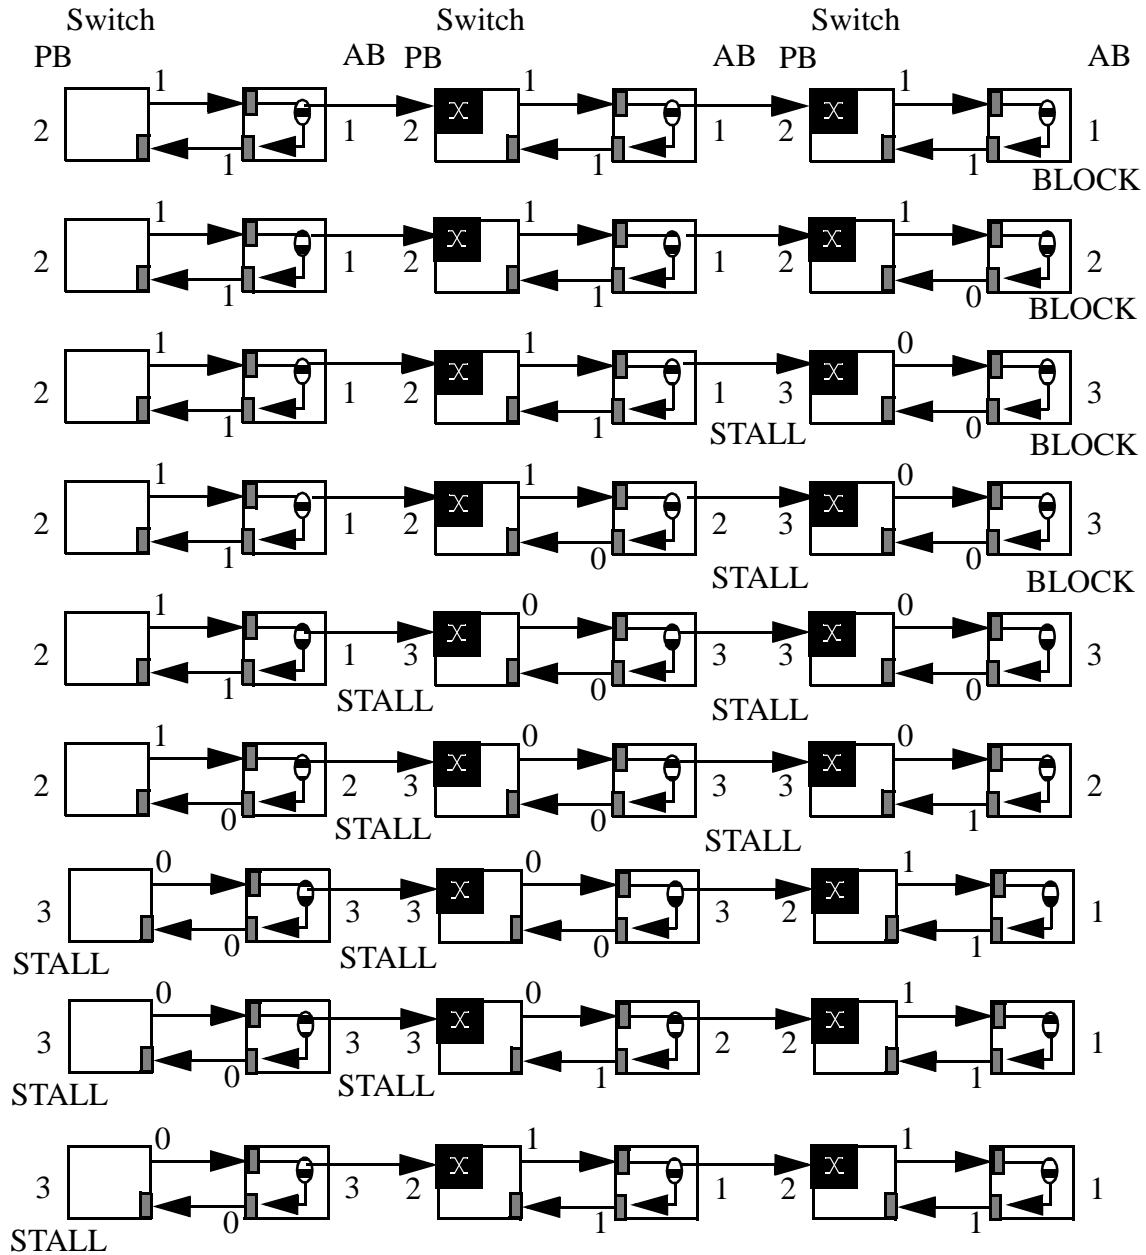 Switch Switch Switch
PB AB PB AB PB AB
1 1 1
2 1 2 1 2 1
1 1 1
BLOCK
1 1 1
2 1 2 1 2 2
1 1 0
BLOCK
1 1 0
2 1 2 1 3 3
1 1 0
STALL BLOCK
1 1 0
2 1 2 2 3 3
1 0 0
STALL BLOCK
1 0 0
2 1 3 3 3 3
1 0 0
STALL STALL
1 0 0
2 2 3 3 3 2
0 0 1
STALL STALL
0 0 1
3 3 3 3 2 1
0 0 1
STALL STALL
0 0 1
3 3 3 2 2 1
0 1 1
STALL STALL
0 1 1
3 3 2 1 2 1
0 1 1
STALL